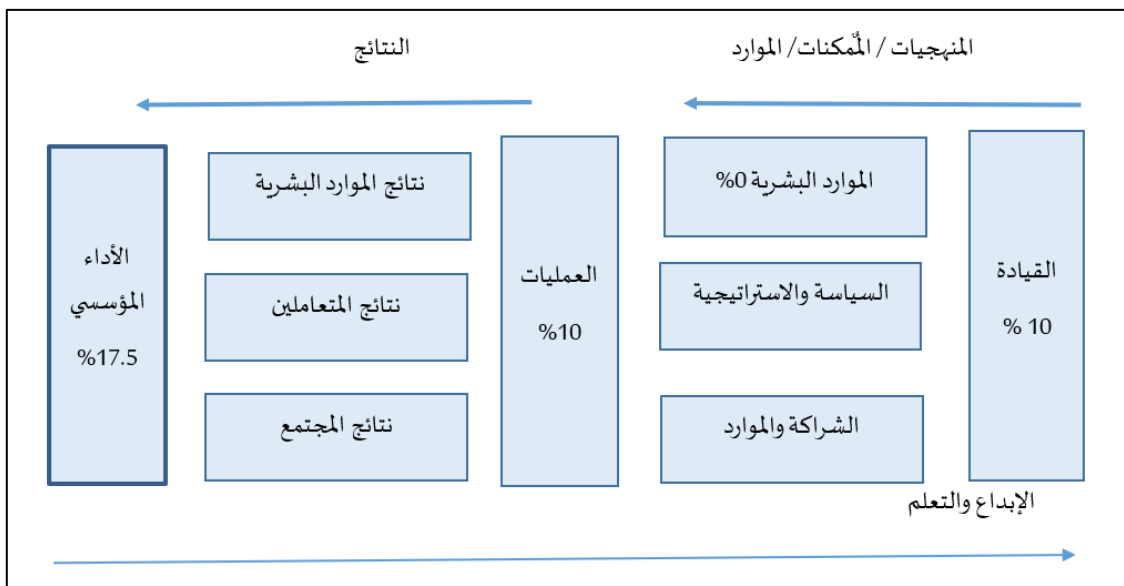 المنهجيات / المُمكنات/ الموارد
النتائج
القيادة
% 10
الموارد البشرية 0%
السياسة والاستراتيجية
الشراكة والموارد
العمليات
%10
نتائج الموارد البشرية
نتائج المتعاملين
نتائج المجتمع
الأداء
المؤسسي
%17.5
الإبداع والتعلم